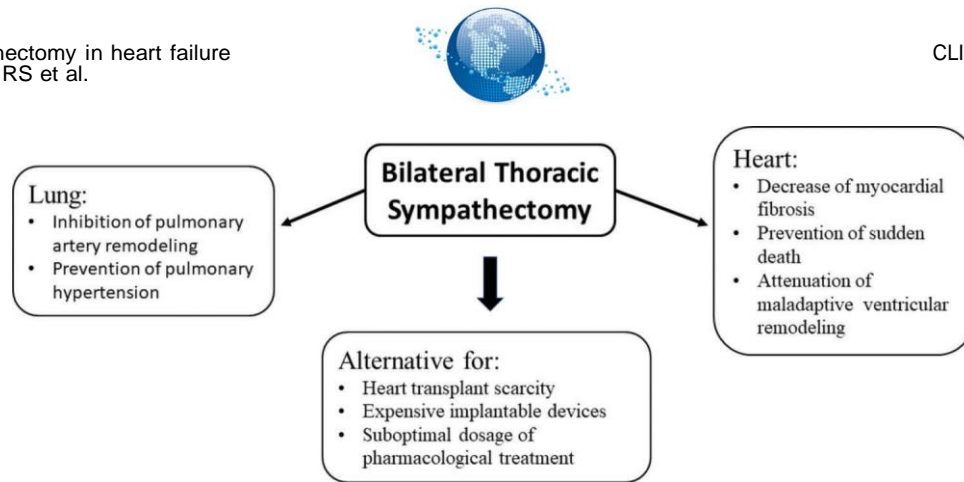 nectomy in heart failure
RS et al.
CLI
Bilateral Thoracic
Sympathectomy
Lung:
• Inhibition of pulmonary
artery remodeling
• Prevention of pulmonary
hypertension
Heart:
• Decrease of myocardial
fibrosis
• Prevention of sudden
death
• Attenuation of
maladaptive ventricular
remodeling
Alternative for:
• Heart transplant scarcity
• Expensive implantable devices
• Suboptimal dosage of
pharmacological treatment